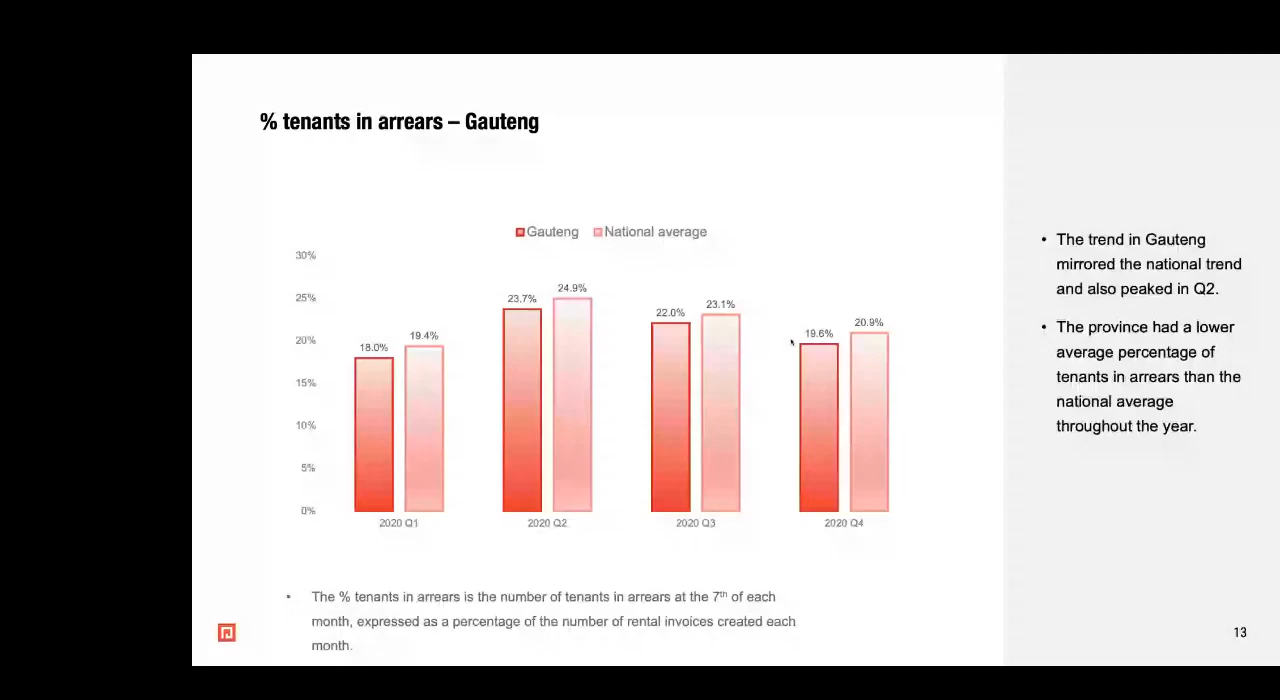 % tenants in arrears – Gauteng
Gauteng National average
30%
25%
20%
15%
10%
5%
0%
18.0%
19.4%
23.7%
24.9%
22.0%
23.1%
19.6%
20.9%
2020 Q1
2020 Q2
2020 Q3
2020 Q4
• The % tenants in arrears is the number of tenants in arrears at the 7th of each
month, expressed as a percentage of the number of rental invoices created each
month.
• The trend in Gauteng
mirrored the national trend
and also peaked in Q2.
• The province had a lower
average percentage of
tenants in arrears than the
national average
throughout the year.
13